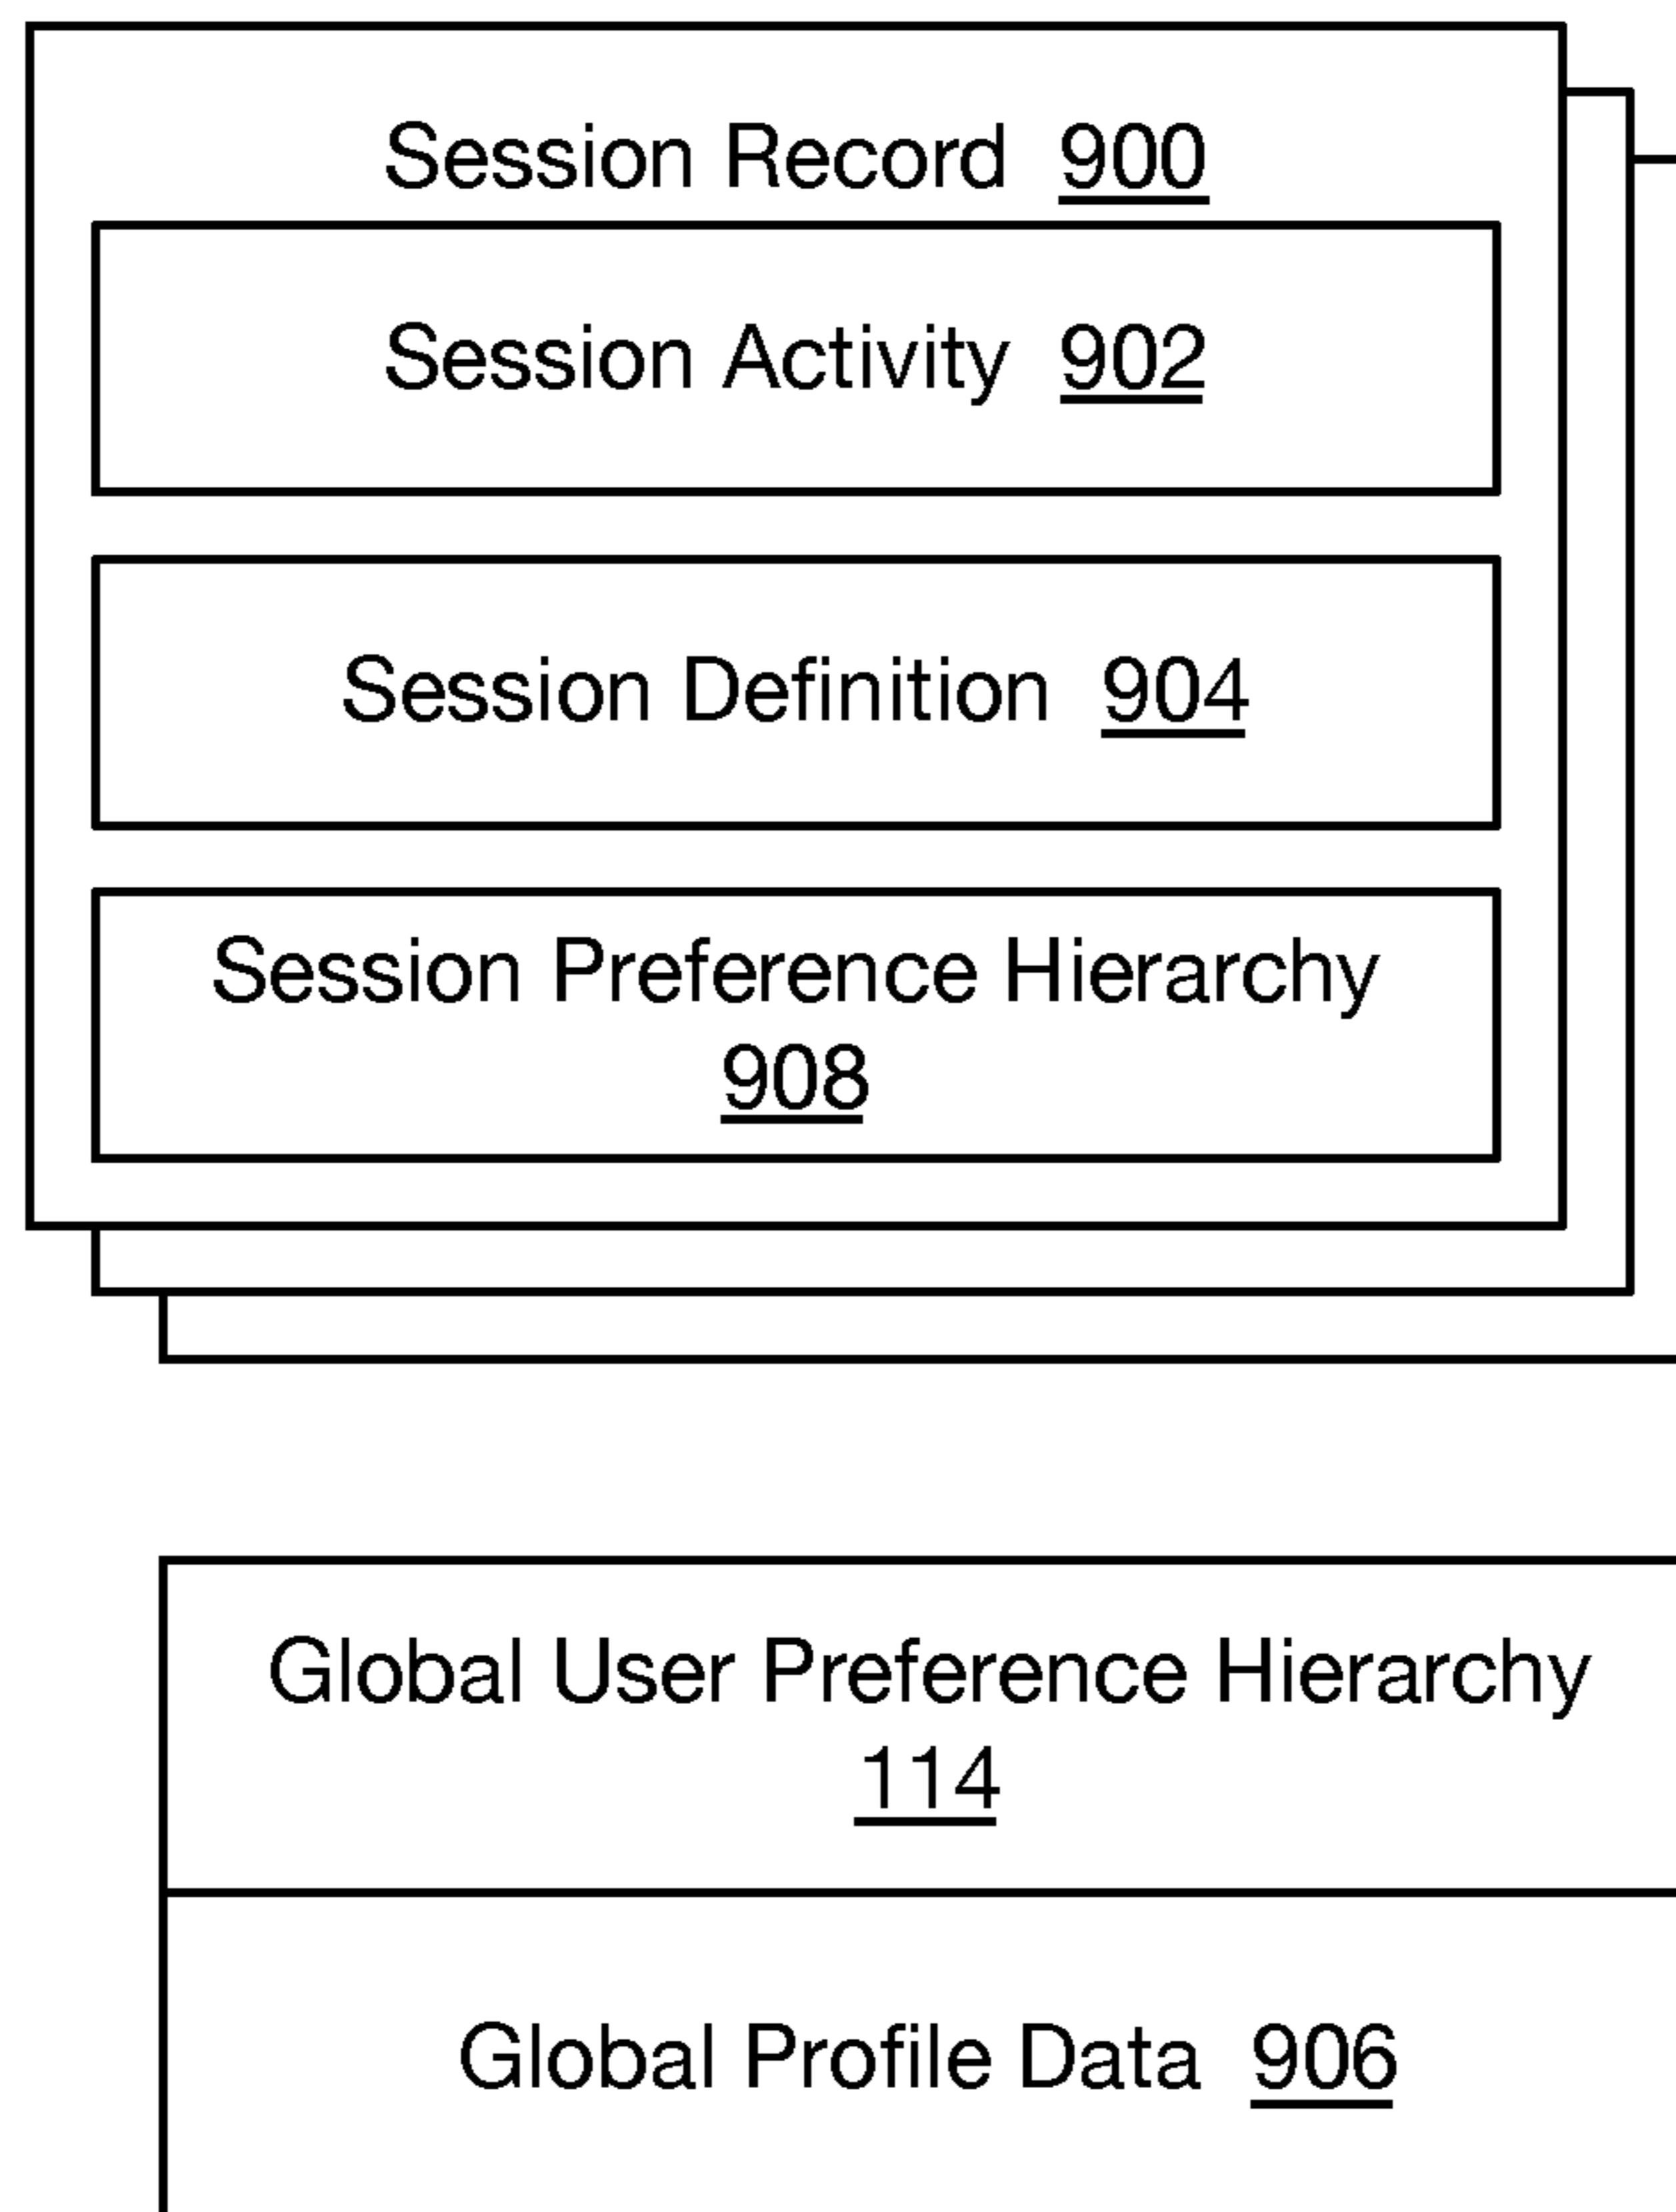 Session Record 900
Session Activity 902
Session Definition 904
Session Preference Hierarchy
908
Global User Preference Hierarchy
114
Global Profile Data 906